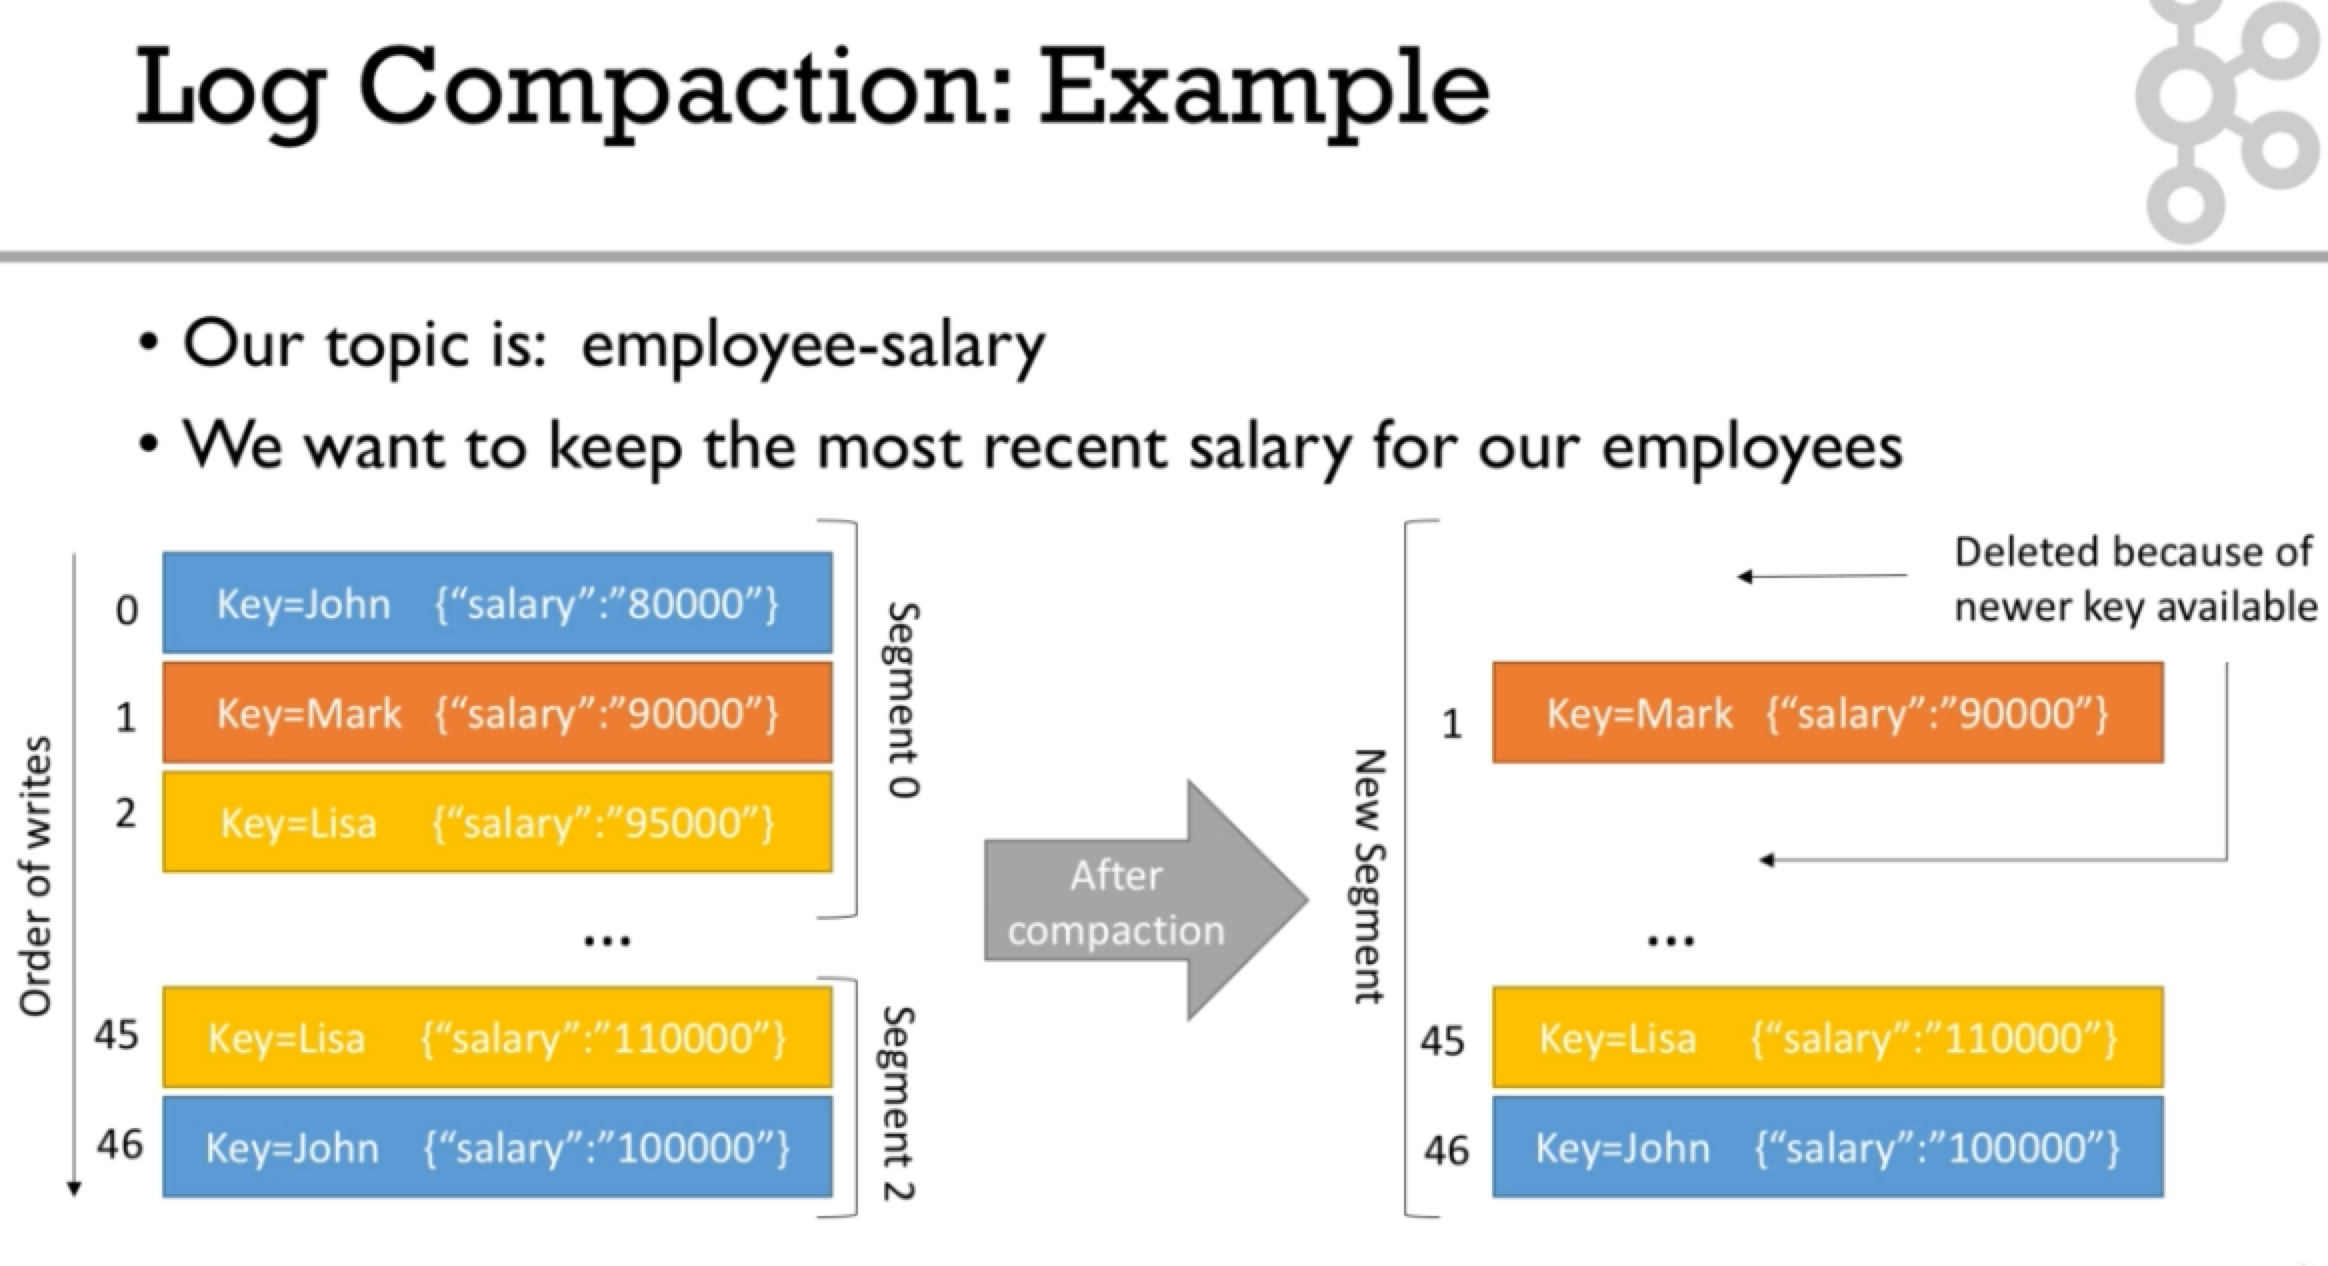 Log Compaction: Example
• Our topic is: employee-salary
• We want to keep the most recent salary for our employees
Order of writes
0
Key=John {“salary”:”80000”}
1
Key=Mark {“salary”:”90000”}
2
Key=Lisa {“salary”:”95000”}
Segment 0
...
45
Key=Lisa {“salary”:”110000”}
46
Key=John {“salary”:”100000”}
Segment 2
After
compaction
New Segment
Deleted because of
newer key available
1
Key=Mark {“salary”:”90000”}
...
45
Key=Lisa {“salary”:”110000”}
46
Key=John {“salary”:”100000”}